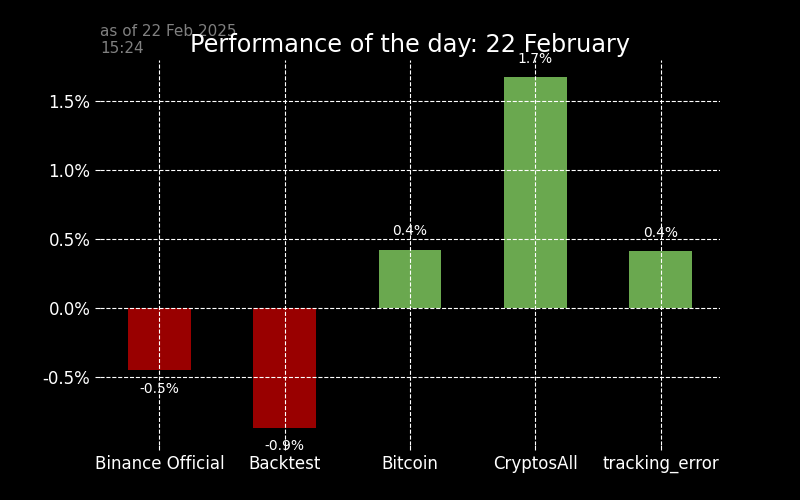 as of 22 Feb 2025
15:24
Performance of the day: 22 February
1.7%
1.5%
1.0%
0.5%
0.4%
0.4%
0.0%
-0.5%
-0.5%
-0.9%
Binance Official
Backtest
Bitcoin
CryptosAll
tracking_error